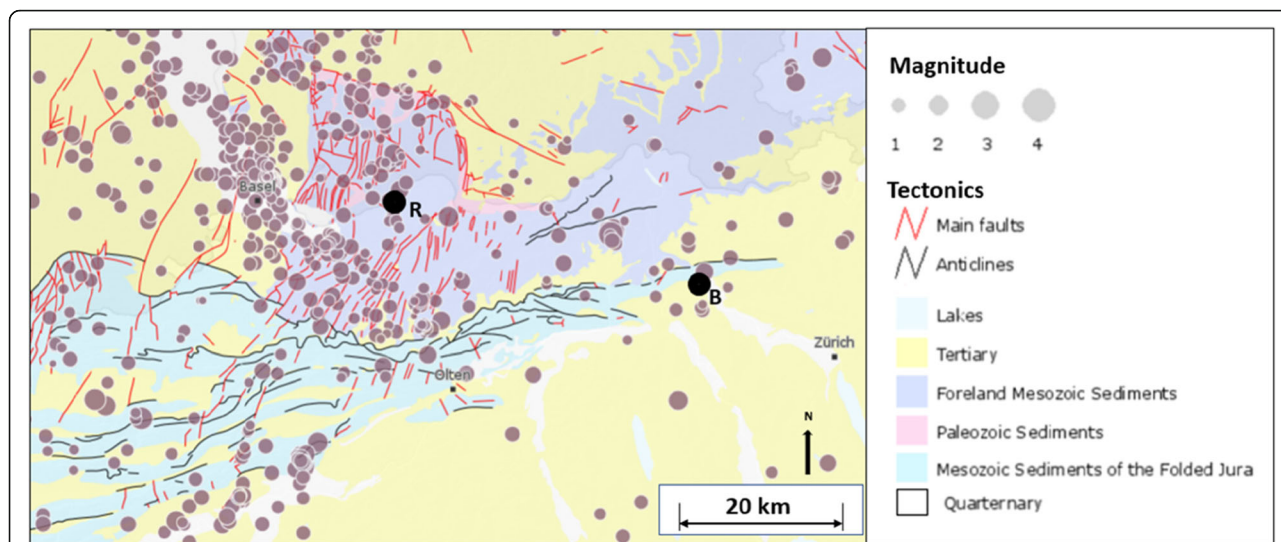 Basel
R
B
Zürich
Olten
N
20 km
Magnitude
1 2 3 4
Tectonics
Main faults
Anticlines
Lakes
Tertiary
Foreland Mesozoic Sediments
Paleozoic Sediments
Mesozoic Sediments of the Folded Jura
Quarternary